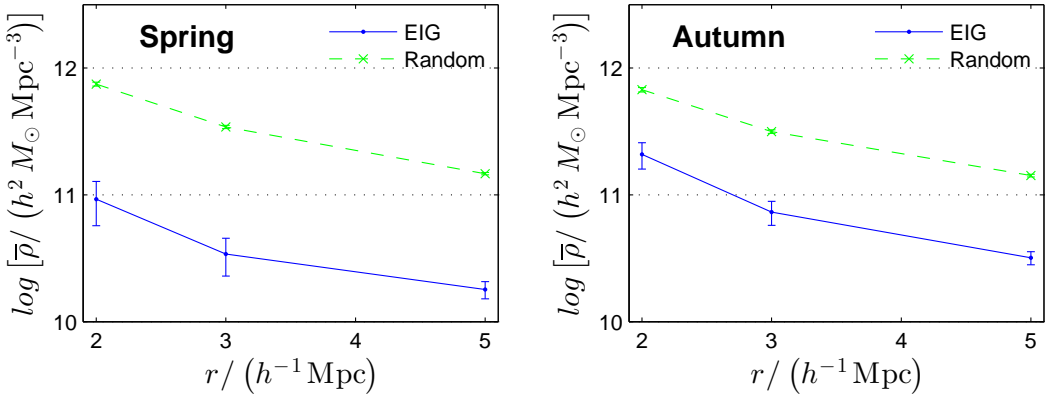 Spring
EIG
Random
12
11
10
2 3 4 5
r/ (h⁻¹ Mpc)
log [ρ̅/ (h² M☉ Mpc⁻³)]
Autumn
EIG
Random
12
11
10
2 3 4 5
r/ (h⁻¹ Mpc)
log [ρ̅/ (h² M☉ Mpc⁻³)]